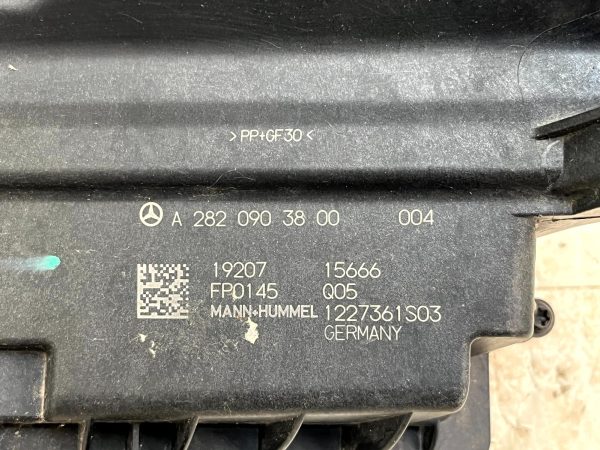 >PP+GF30<
A 282 090 38 00 004
19207 15666
FP0145 Q05
MANN+HUMMEL 1227361S03
GERMANY